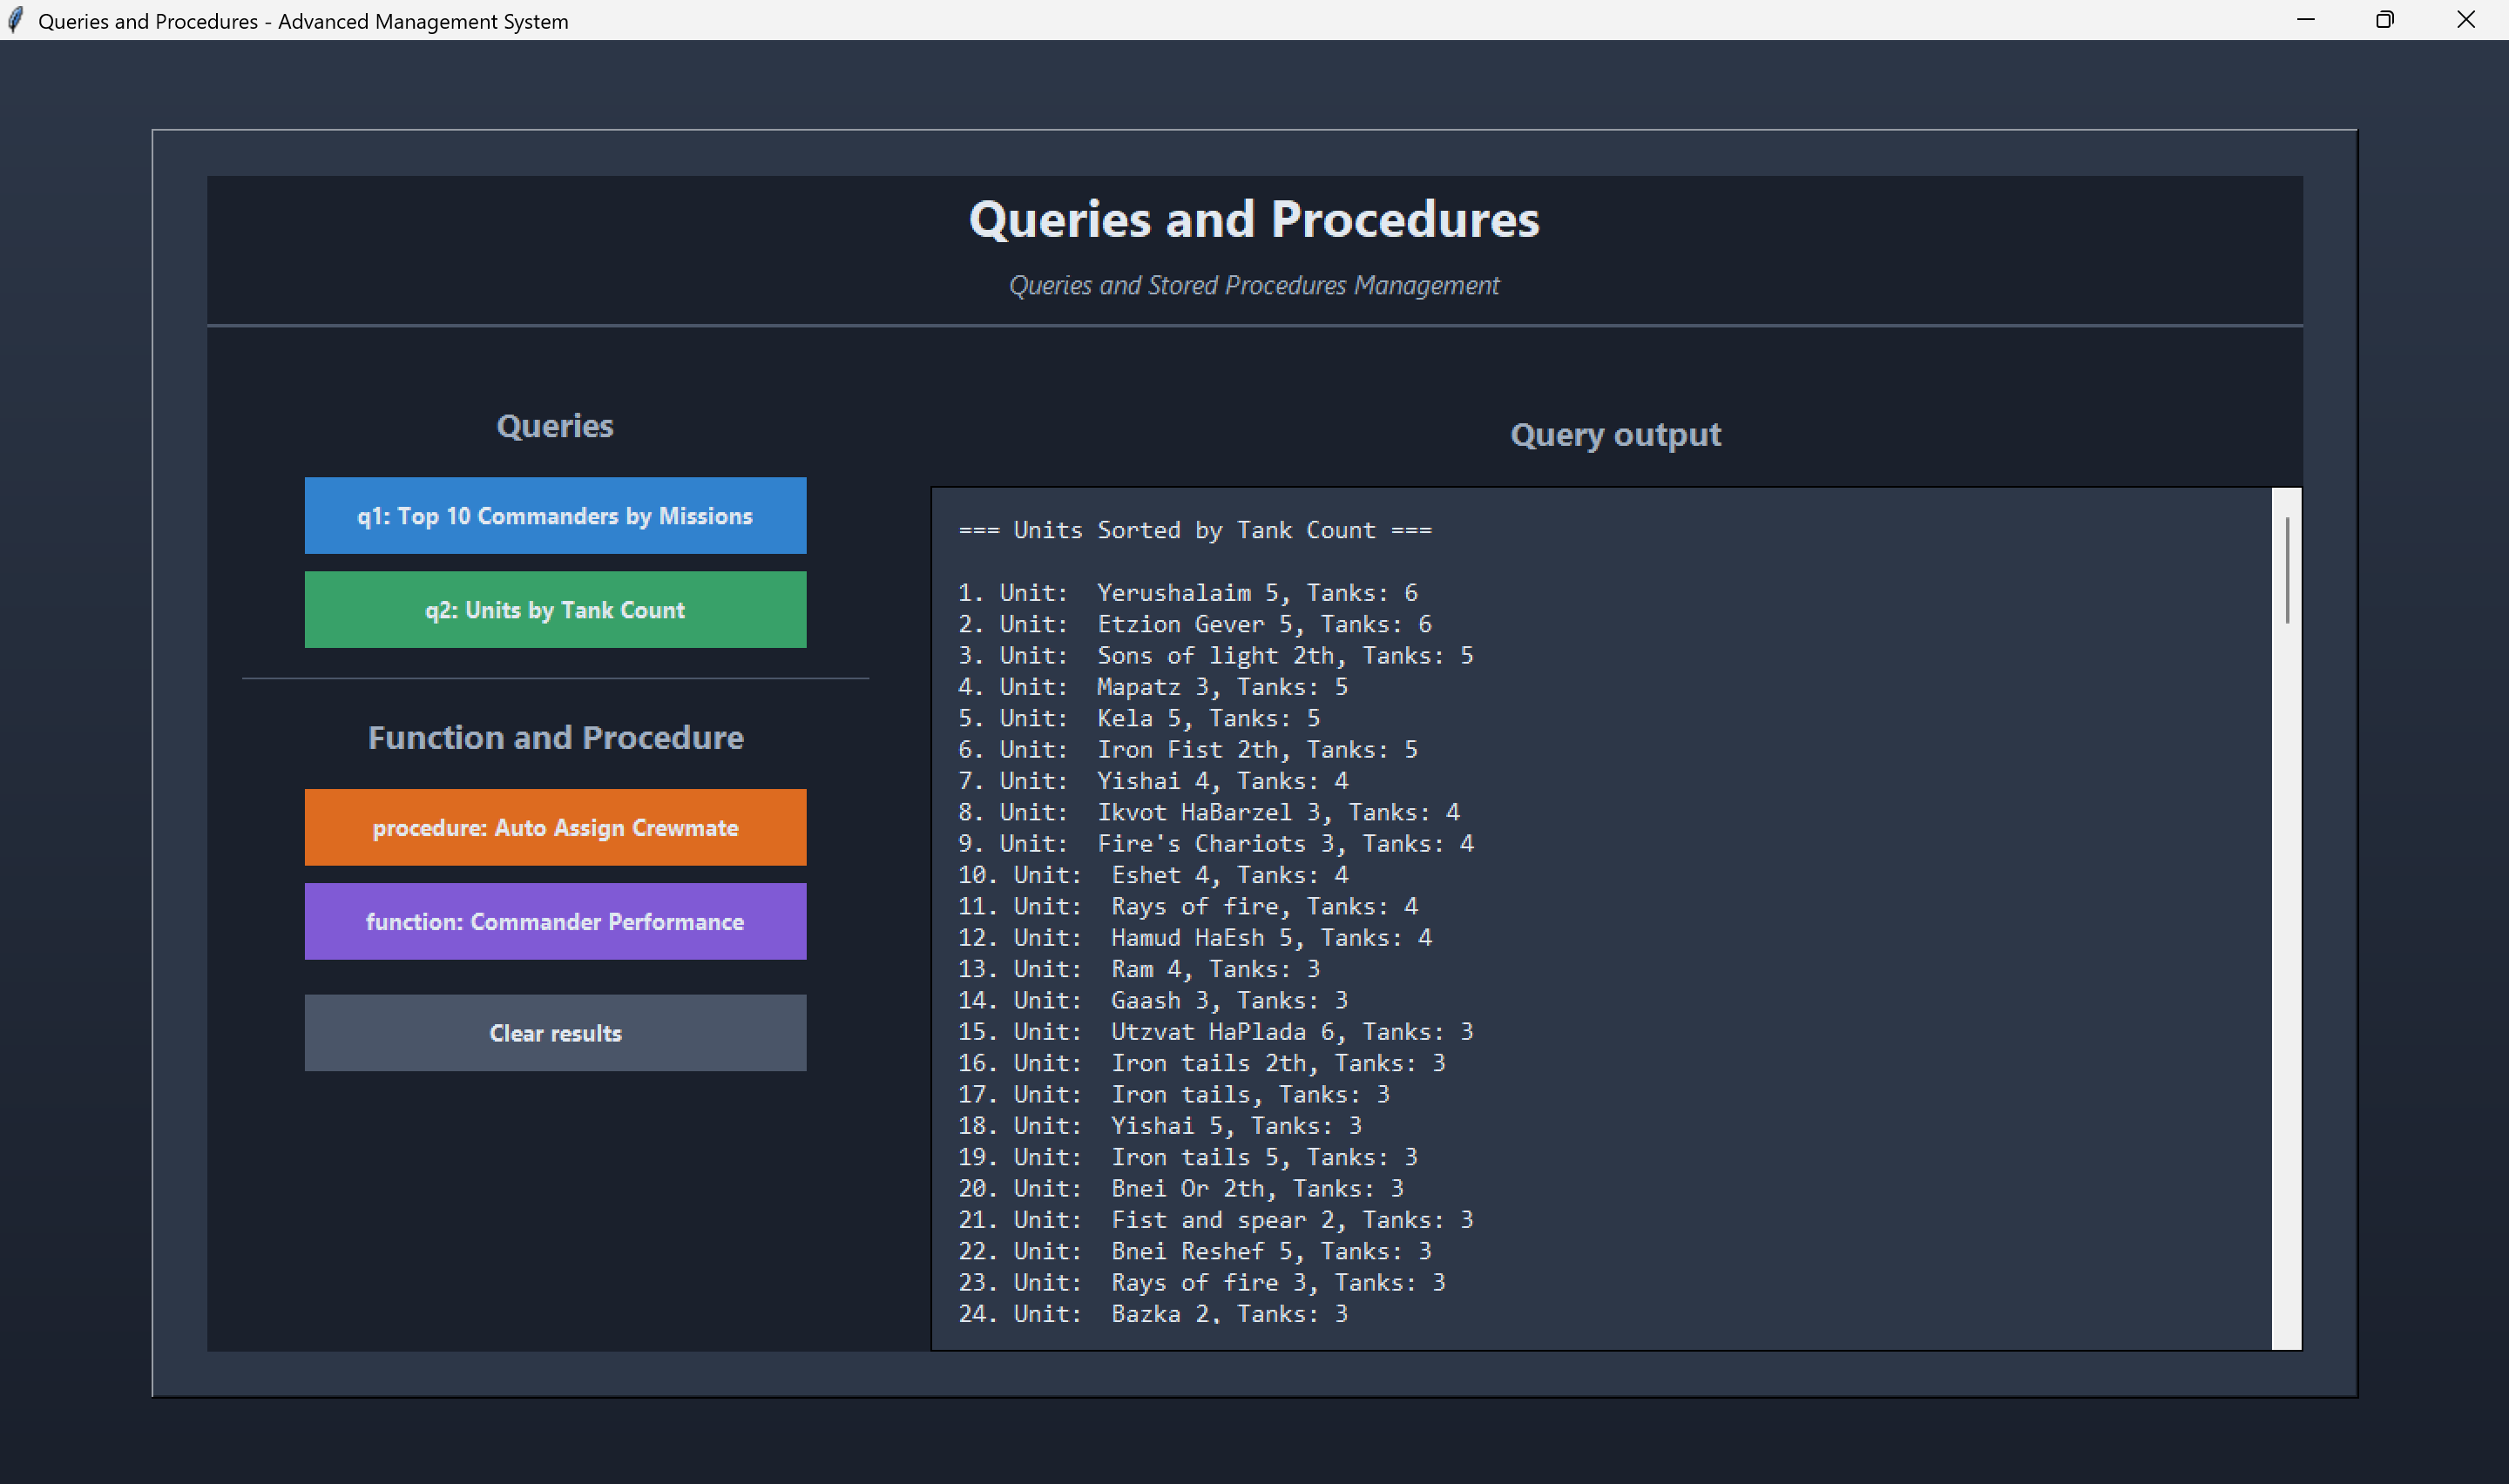 Queries and Procedures - Advanced Management System
Queries and Procedures
Queries and Stored Procedures Management
Queries
q1: Top 10 Commanders by Missions
q2: Units by Tank Count
Function and Procedure
procedure: Auto Assign Crewmate
function: Commander Performance
Clear results
Query output
=== Units Sorted by Tank Count ===
1. Unit:  Yerushalaim 5, Tanks: 6
2. Unit:  Etzion Gever 5, Tanks: 6
3. Unit:  Sons of light 2th, Tanks: 5
4. Unit:  Mapatz 3, Tanks: 5
5. Unit:  Kela 5, Tanks: 5
6. Unit:  Iron Fist 2th, Tanks: 5
7. Unit:  Yishai 4, Tanks: 4
8. Unit:  Ikvot HaBarzel 3, Tanks: 4
9. Unit:  Fire's Chariots 3, Tanks: 4
10. Unit:  Eshet 4, Tanks: 4
11. Unit:  Rays of fire, Tanks: 4
12. Unit:  Hamud HaEsh 5, Tanks: 4
13. Unit:  Ram 4, Tanks: 3
14. Unit:  Gaash 3, Tanks: 3
15. Unit:  Utzvat HaPlada 6, Tanks: 3
16. Unit:  Iron tails 2th, Tanks: 3
17. Unit:  Iron tails, Tanks: 3
18. Unit:  Yishai 5, Tanks: 3
19. Unit:  Iron tails 5, Tanks: 3
20. Unit:  Bnei Or 2th, Tanks: 3
21. Unit:  Fist and spear 2, Tanks: 3
22. Unit:  Bnei Reshef 5, Tanks: 3
23. Unit:  Rays of fire 3, Tanks: 3
24. Unit:  Bazka 2, Tanks: 3